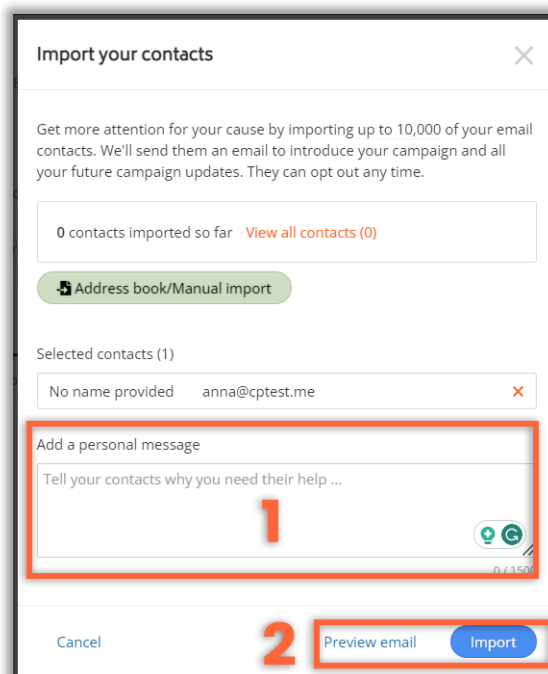 Import your contacts
Get more attention for your cause by importing up to 10,000 of your email
contacts. We'll send them an email to introduce your campaign and all
your future campaign updates. They can opt out any time.
0 contacts imported so far · View all contacts (0)
Address book/Manual import
Selected contacts (1)
No name provided anna@cptest.me
Add a personal message
Tell your contacts why you need their help ...
1
0 / 1500
Cancel
2
Preview email
Import